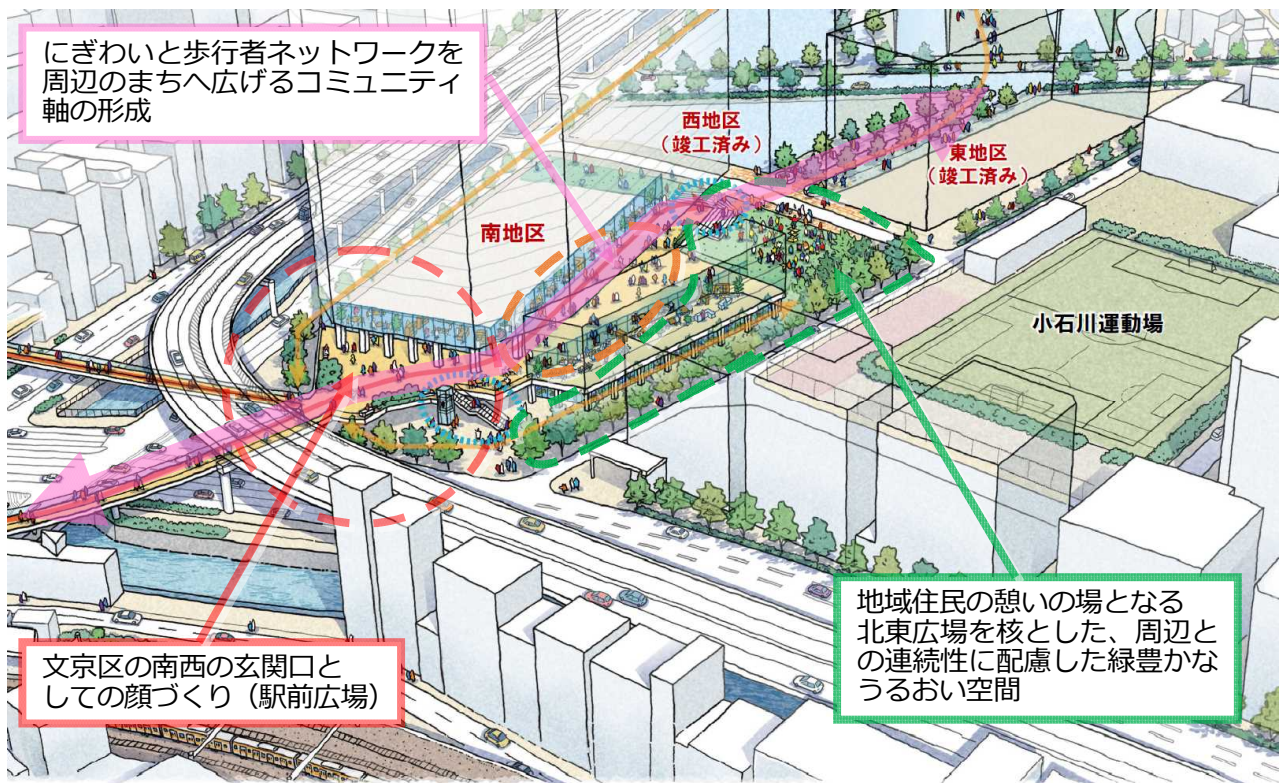 にぎわいと歩行者ネットワークを
周辺のまちへ広げるコミュニティ
軸の形成
西地区
（竣工済み）
東地区
（竣工済み）
南地区
小石川運動場
文京区の南西の玄関口と
しての顔づくり（駅前広場）
地域住民の憩いの場となる
北東広場を核とした、周辺と
の連続性に配慮した緑豊かな
うるおい空間